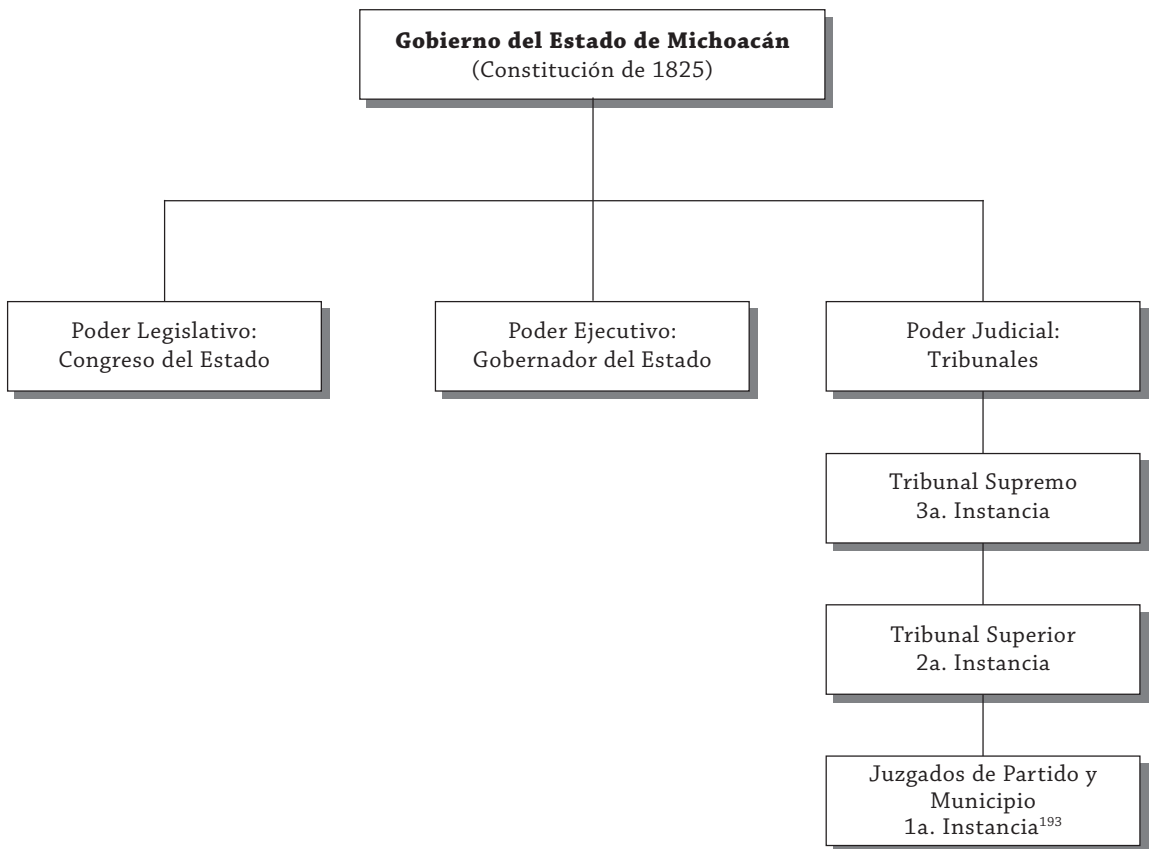 Gobierno del Estado de Michoacán
(Constitución de 1825)
Poder Legislativo:
Congreso del Estado
Poder Ejecutivo:
Gobernador del Estado
Poder Judicial:
Tribunales
Tribunal Supremo
3a. Instancia
Tribunal Superior
2a. Instancia
Juzgados de Partido y
Municipio
1a. Instancia¹⁹³